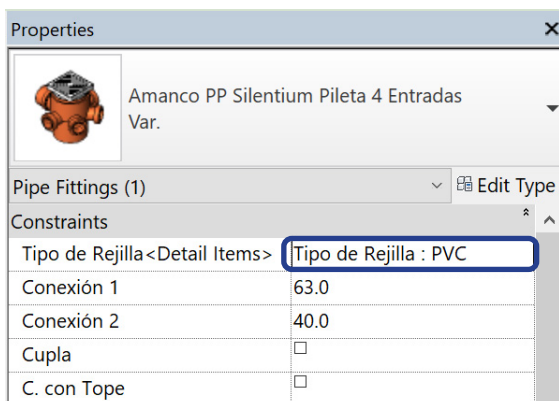 Properties
Amanco PP Silentium Pileta 4 Entradas
Var.
Pipe Fittings (1)
Edit Type
Constraints
Tipo de Rejilla<Detail Items> Tipo de Rejilla : PVC
Conexión 1 63.0
Conexión 2 40.0
Cupla
C. con Tope